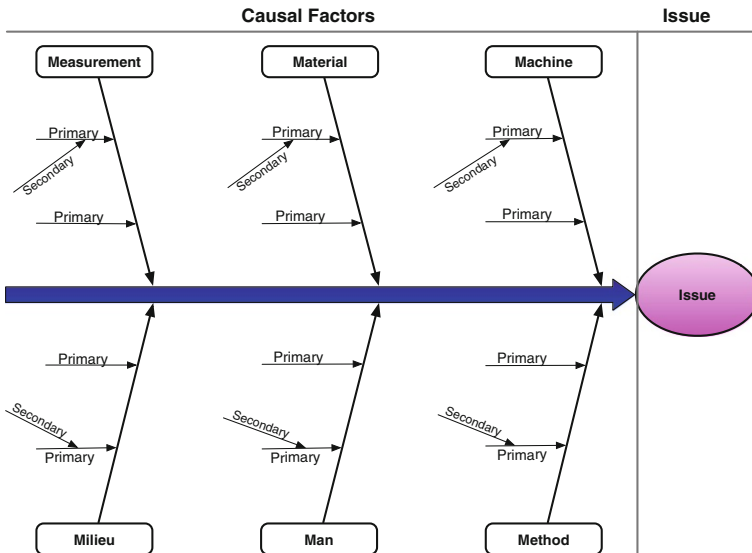 Causal Factors
Issue
Measurement
Material
Machine
Primary
Secondary
Primary
Secondary
Primary
Secondary
Primary
Primary
Primary
Issue
Primary
Primary
Primary
Secondary
Primary
Secondary
Primary
Secondary
Primary
Milieu
Man
Method